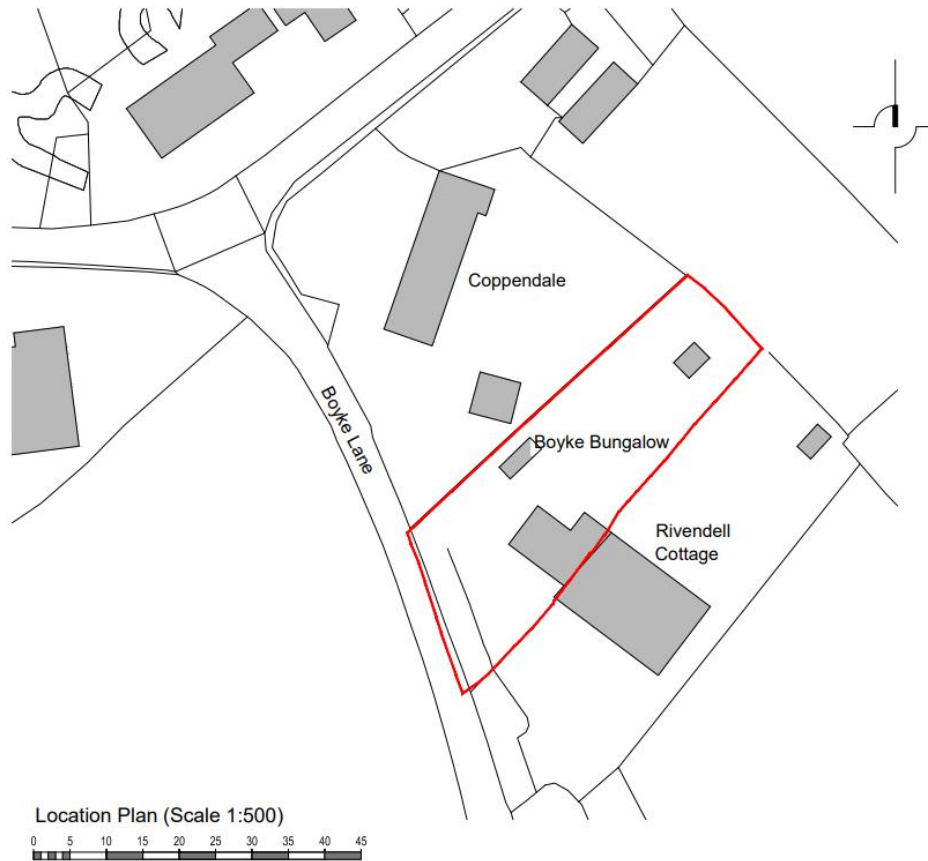 Coppendale
Boyke Lane
Boyke Bungalow
Rivendell
Cottage
Location Plan (Scale 1:500)
0 5 10 15 20 25 30 35 40 45